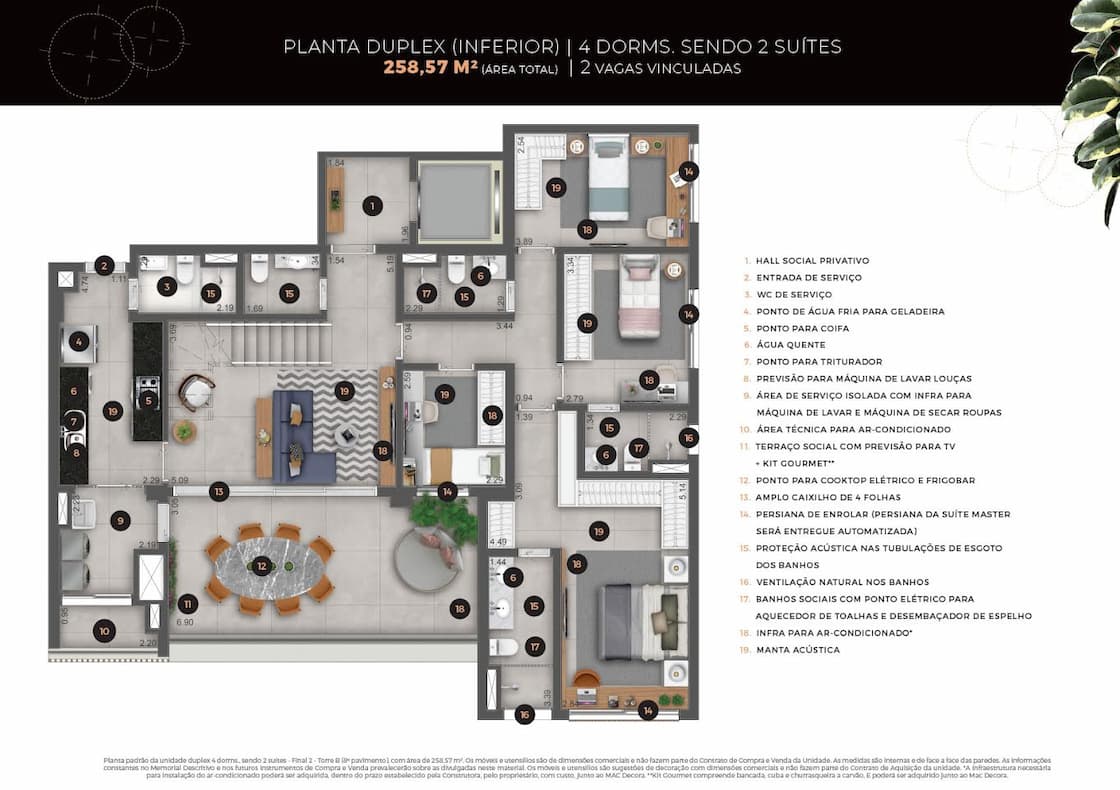 PLANTA DUPLEX (INFERIOR) | 4 DORMS. SENDO 2 SUÍTES
258,57 M² (ÁREA TOTAL) | 2 VAGAS VINCULADAS
1. HALL SOCIAL PRIVATIVO
2. ENTRADA DE SERVIÇO
3. WC DE SERVIÇO
4. PONTO DE ÁGUA FRIA PARA GELADEIRA
5. PONTO PARA COIFA
6. ÁGUA QUENTE
7. PONTO PARA TRITURADOR
8. PREVISÃO PARA MÁQUINA DE LAVAR LOUÇAS
9. ÁREA DE SERVIÇO ISOLADA COM INFRA PARA
MÁQUINA DE LAVAR E MÁQUINA DE SECAR ROUPAS
10. ÁREA TÉCNICA PARA AR-CONDICIONADO
11. TERRAÇO SOCIAL COM PREVISÃO PARA TV
+ KIT GOURMET**
12. PONTO PARA COOKTOP ELÉTRICO E FRIGOBAR
13. AMPLO CAIXILHO DE 4 FOLHAS
14. PERSIANA DE ENROLAR (PERSIANA DA SUÍTE MASTER
SERÁ ENTREGUE AUTOMATIZADA)
15. PROTEÇÃO ACÚSTICA NAS TUBULAÇÕES DE ESGOTO
DOS BANHOS
16. VENTILAÇÃO NATURAL NOS BANHOS
17. BANHOS SOCIAIS COM PONTO ELÉTRICO PARA
AQUECEDOR DE TOALHAS E DESEMBAÇADOR DE ESPELHO
18. INFRA PARA AR-CONDICIONADO*
19. MANTA ACÚSTICA
1.84
2.54
14
1
19
18
1.96
3.89
1.54
5.19
2
1.11
4.74
3
15
2.19
1.34
15
1.69
17
15
6
2.29
1.29
3.34
14
19
4
3.69
0.94
3.44
6
19
5
19
2.59
19
18
0.94
2.79
18
7
8
18
1.39
1.34
15
2.29
6
17
16
2.29
5.09
13
2.29
14
3.09
5.14
2.23
9
3.05
2.19
4.49
19
12
1.44
6
18
11
6.90
18
15
0.95
10
2.20
17
3.39
16
2.84
14
Planta padrão da unidade duplex 4 dorms., sendo 2 suítes - Final 2 - Torre B (8º pavimento), com área de 258,57 m². Os móveis e utensílios são de dimensões comerciais e não fazem parte do Contrato de Compra e Venda da Unidade. As medidas são internas e de face a face das paredes. As informações
constantes no Memorial Descritivo e nos futuros Instrumentos de Compra e Venda prevalecerão sobre as divulgadas neste material. Os móveis e utensílios são sugestões de decoração com dimensões comerciais e não fazem parte do Contrato de Aquisição da unidade. *A infraestrutura necessária
para instalação do ar-condicionado poderá ser adquirida, dentro do prazo estabelecido pela Construtora, pelo proprietário, com custo, junto ao MAC Decora. **Kit Gourmet compreende bancada, cuba e churrasqueira a carvão. E poderá ser adquirido junto ao Mac Decora.